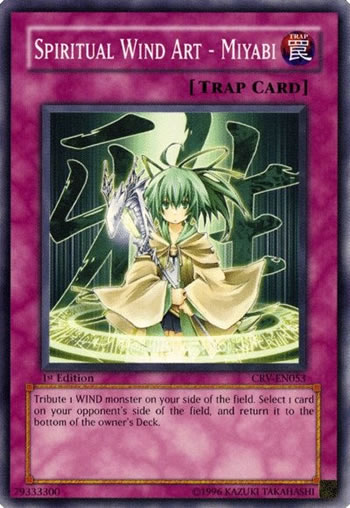 SPIRITUAL WIND ART - MIYABI
TRAP
罠
[TRAP CARD]
雅
1st Edition
CRV-EN053
Tribute 1 WIND monster on your side of the field. Select 1 card
on your opponent's side of the field, and return it to the
bottom of the owner's Deck.
79333300
©1996 KAZUKI TAKAHASHI